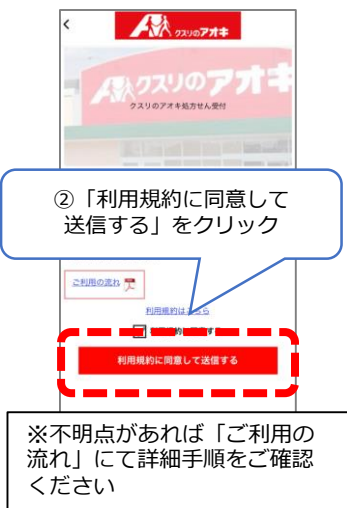 <
クスリのアオキ
クスリのアオキ
クスリのアオキ処方せん受付
②「利用規約に同意して
送信する」をクリック
ご利用の流れ
利用規約はこちら
利用規約に同意して送信する
※不明点があれば「ご利用の
流れ」にて詳細手順をご確認
ください